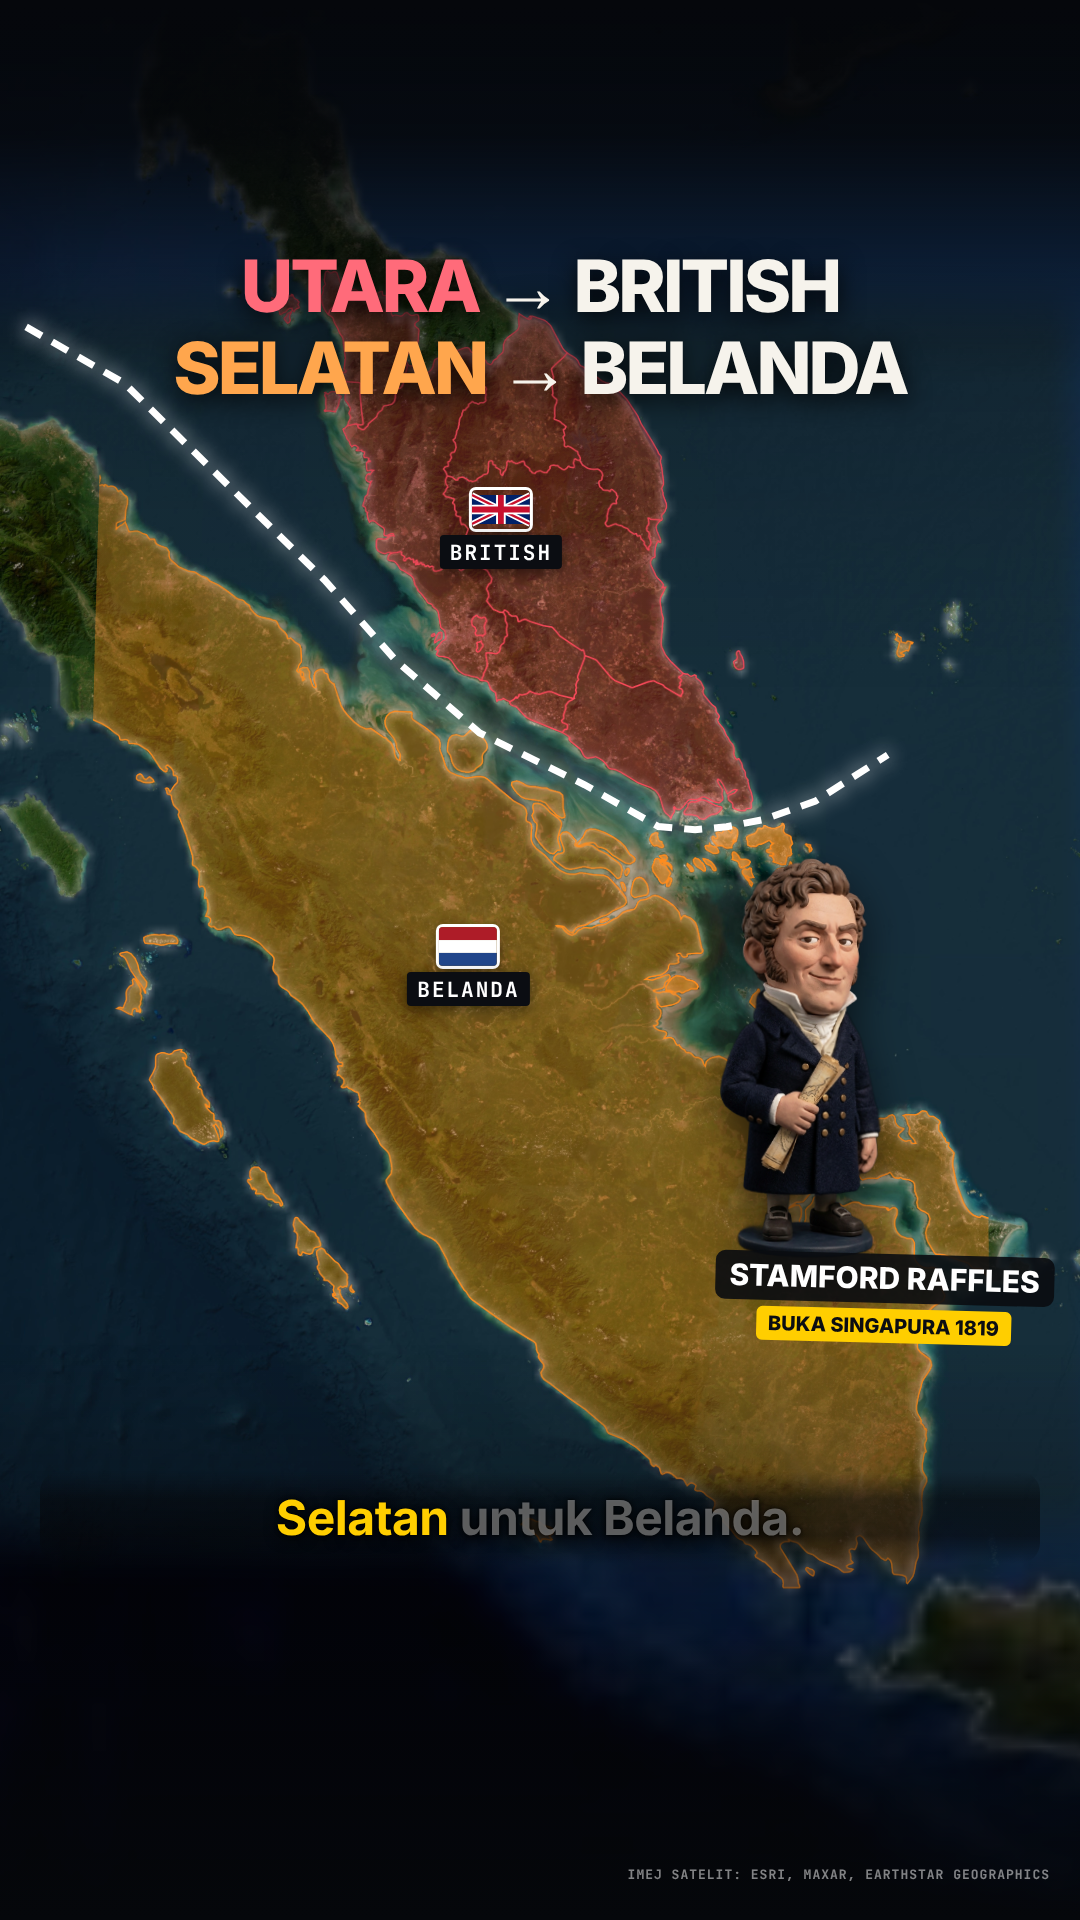 UTARA → BRITISH
SELATAN → BELANDA
BRITISH
BELANDA
STAMFORD RAFFLES
BUKA SINGAPURA 1819
Selatan untuk Belanda.
IMEJ SATELIT: ESRI, MAXAR, EARTHSTAR GEOGRAPHICS